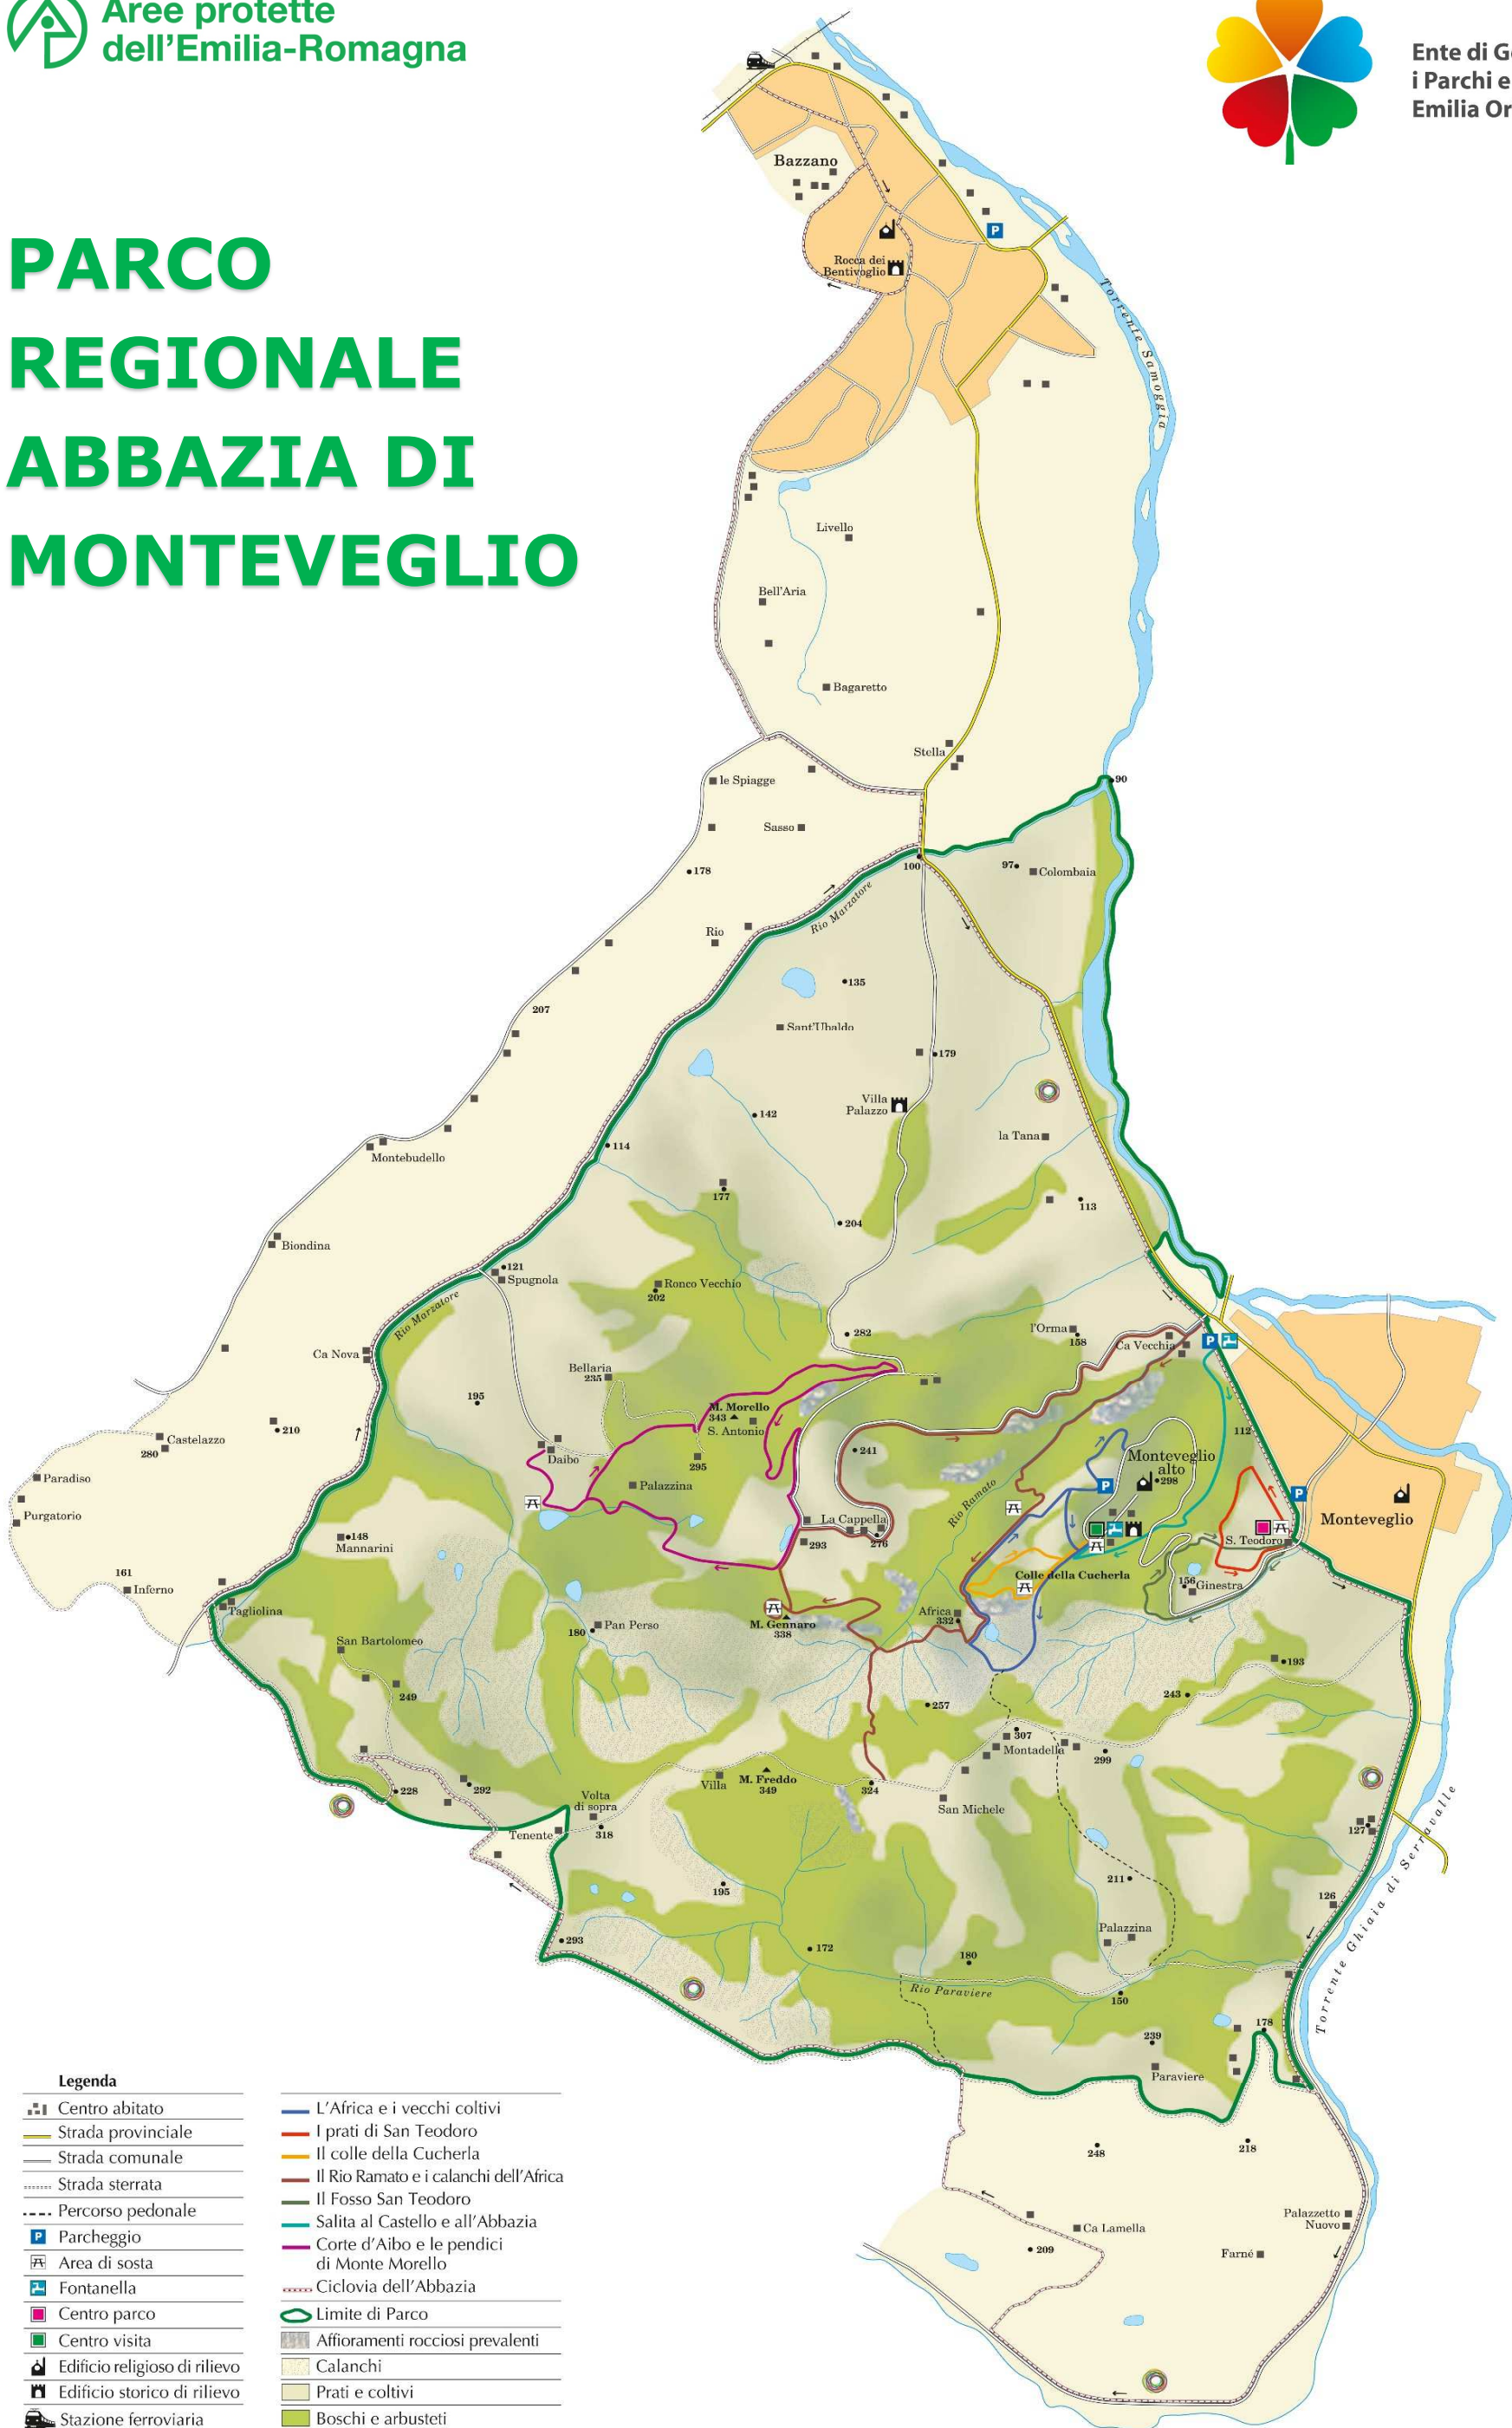 Aree protette
dell'Emilia-Romagna
Ente di G
i Parchi e
Emilia Or
PARCO
REGIONALE
ABBAZIA DI
MONTEVEGLIO
Bazzano
P
Rocca dei
Bentivoglio
Torrente Samoggia
Livello
Bell'Aria
Bagaretto
Stella
le Spiagge
90
Sasso
100
97
Colombaia
178
Rio Marzatore
Rio
135
207
Sant'Ubaldo
179
Villa
Palazzo
142
la Tana
114
Montebudello
177
113
204
Biondina
121
Spugnola
Ronco Vecchio
202
Rio Marzatore
282
l'Orma
158
Ca Vecchia
P
Ca Nova
Bellaria
235
195
M. Morello
343
S. Antonio
210
Castelazzo
280
112
241
Monteveglio
alto
298
Daibo
295
Paradiso
Palazzina
P
P
Purgatorio
Rio Ramato
La Cappella
Monteveglio
148
Mannarini
293
276
S. Teodoro
161
Inferno
Colle della Cucherla
156
Ginestra
Tagliolina
Africa
332
M. Gennaro
338
Pan Perso
180
San Bartolomeo
193
249
243
257
307
Montadella
299
228
292
Villa
M. Freddo
349
324
Volta
di sopra
San Michele
Tenente
318
127
Torrente Ghiaia di Serravalle
211
195
126
Palazzina
293
172
180
Rio Paraviere
150
178
239
Paraviere
248
218
Palazzetto
Nuovo
Ca Lamella
209
Farné
Legenda
Centro abitato
Strada provinciale
Strada comunale
Strada sterrata
Percorso pedonale
P Parcheggio
Area di sosta
Fontanella
Centro parco
Centro visita
Edificio religioso di rilievo
Edificio storico di rilievo
Stazione ferroviaria
L'Africa e i vecchi coltivi
I prati di San Teodoro
Il colle della Cucherla
Il Rio Ramato e i calanchi dell'Africa
Il Fosso San Teodoro
Salita al Castello e all'Abbazia
Corte d'Aibo e le pendici
di Monte Morello
Ciclovia dell'Abbazia
Limite di Parco
Affioramenti rocciosi prevalenti
Calanchi
Prati e coltivi
Boschi e arbusteti